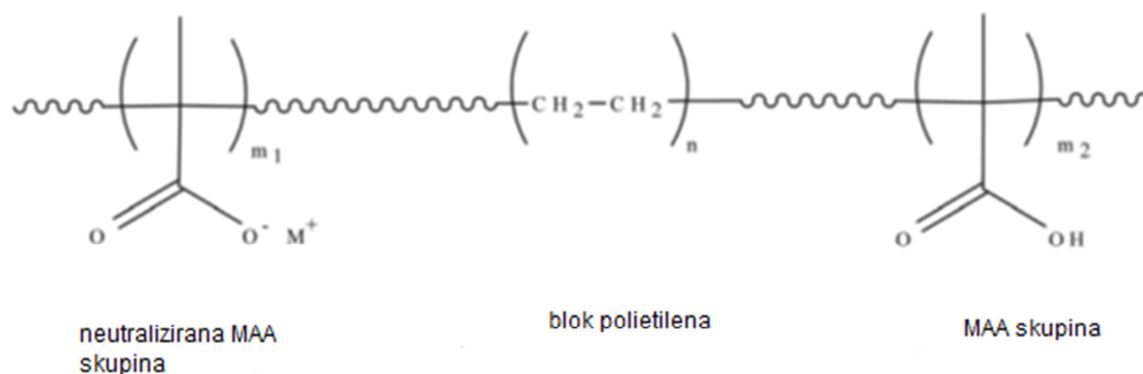 CH2-CH2
m1
n
m2
O
O- M+
O
OH
neutralizirana MAA
skupina
blok polietilena
MAA skupina